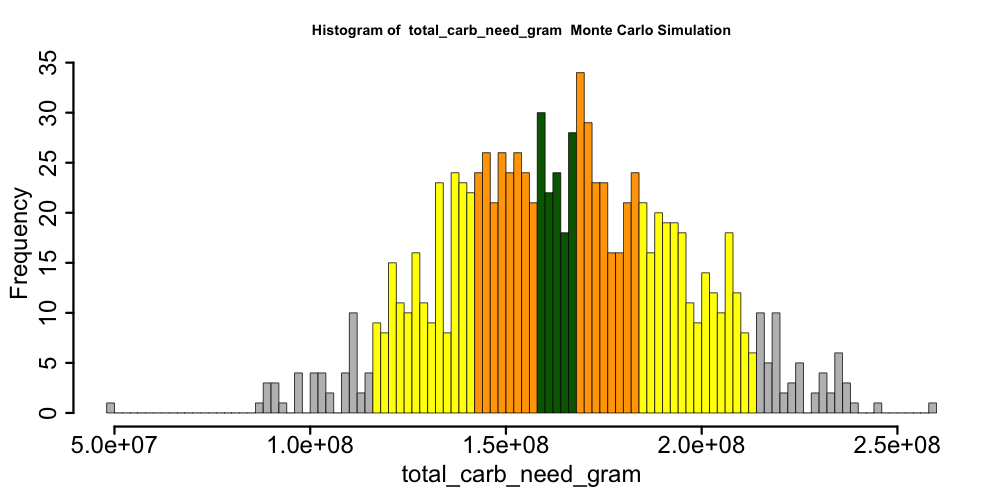 Histogram of total_carb_need_gram Monte Carlo Simulation
Frequency
35
30
25
20
15
10
5
0
5.0e+07 1.0e+08 1.5e+08 2.0e+08 2.5e+08
total_carb_need_gram